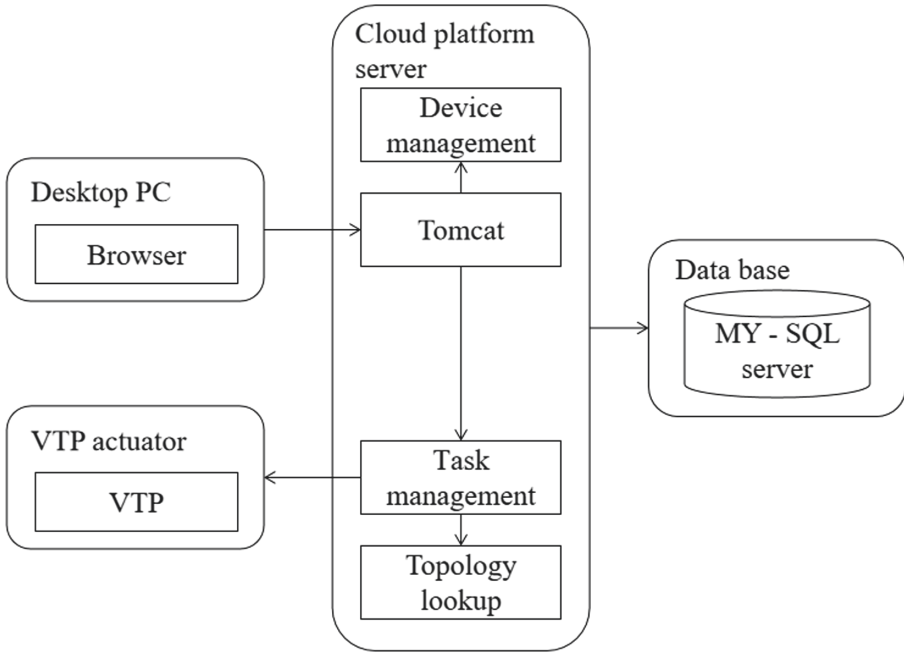 Cloud platform
server
Device
management
Desktop PC
Browser
Tomcat
Data base
MY - SQL
server
VTP actuator
VTP
Task
management
Topology
lookup